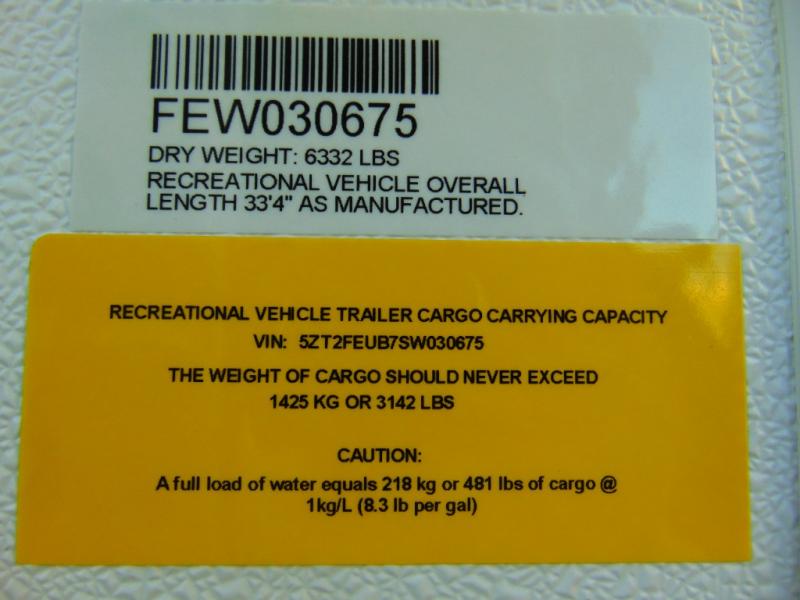 FEW030675
DRY WEIGHT: 6332 LBS
RECREATIONAL VEHICLE OVERALL
LENGTH 33'4" AS MANUFACTURED.
RECREATIONAL VEHICLE TRAILER CARGO CARRYING CAPACITY
VIN: 5ZT2FEUB7SW030675
THE WEIGHT OF CARGO SHOULD NEVER EXCEED
1425 KG OR 3142 LBS
CAUTION:
A full load of water equals 218 kg or 481 lbs of cargo @
1kg/L (8.3 lb per gal)